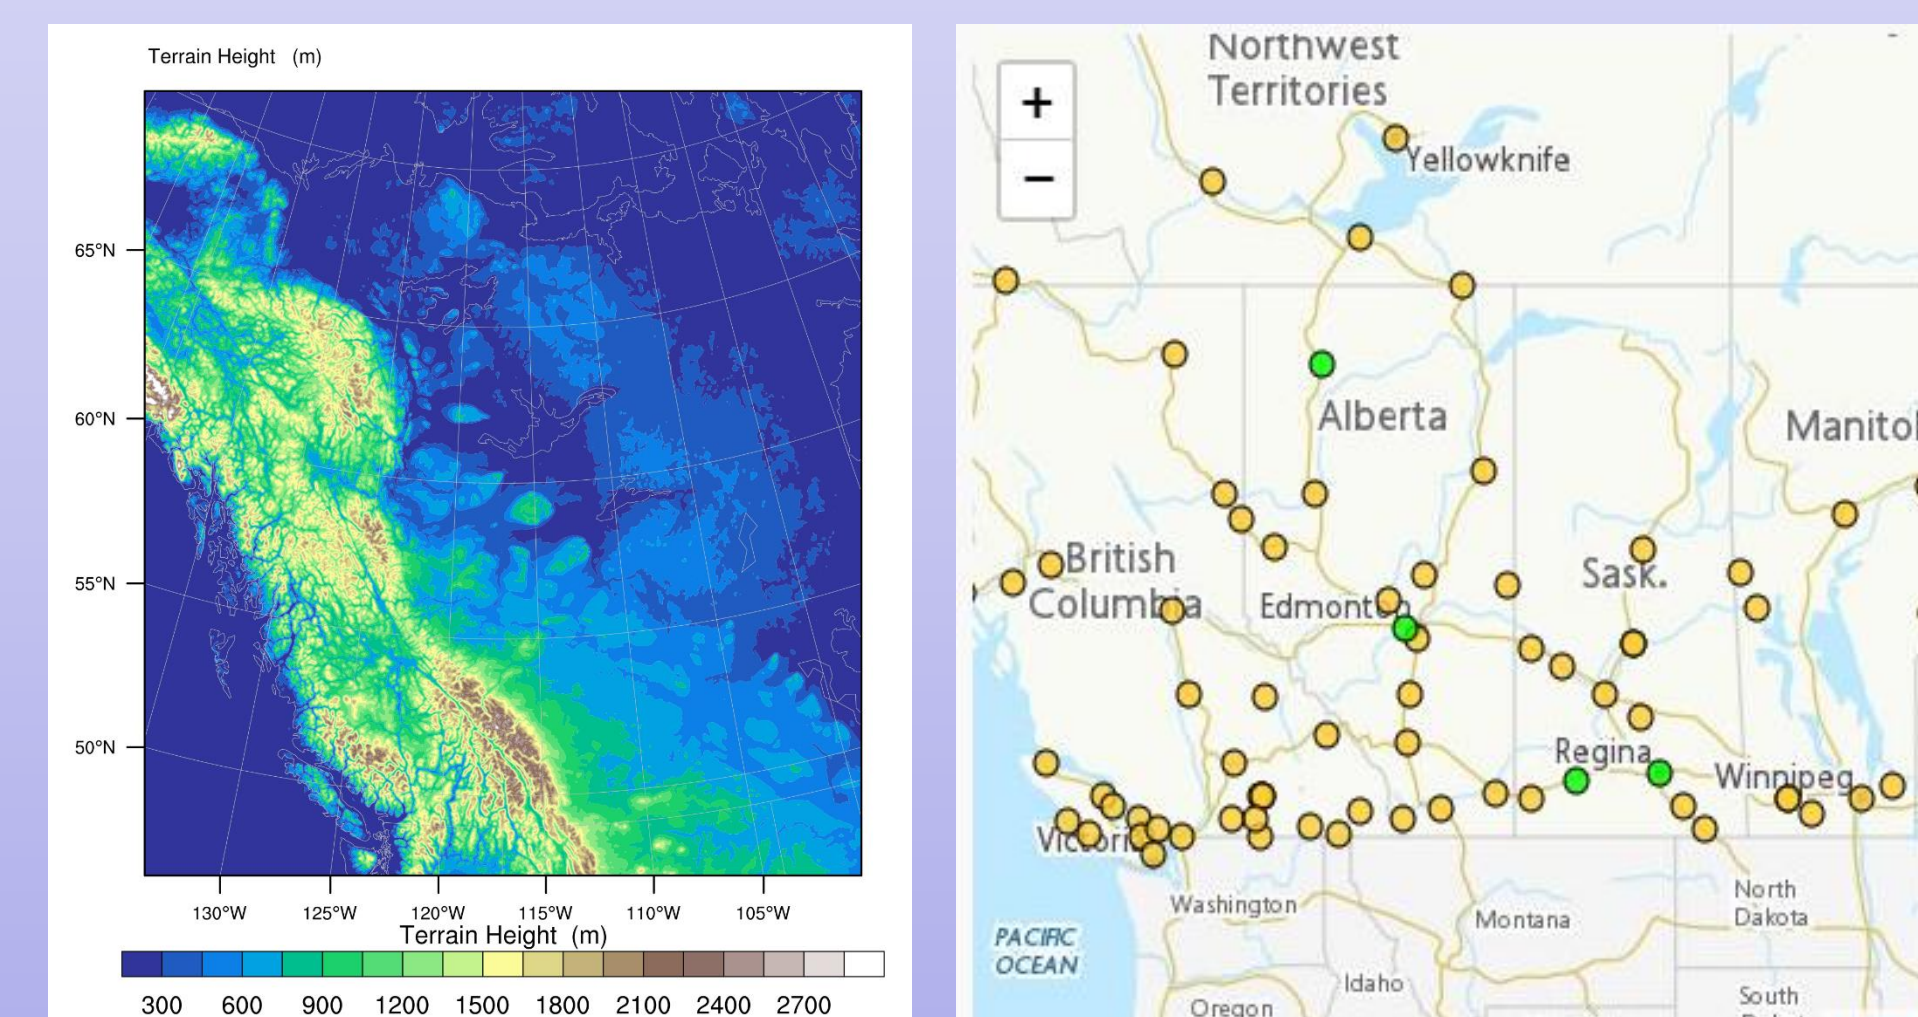 Terrain Height (m)
65°N
60°N
55°N
50°N
130°W 125°W 120°W 115°W 110°W 105°W
Terrain Height (m)
300 600 900 1200 1500 1800 2100 2400 2700
+
−
Northwest
Territories
Yellowknife
Alberta
Manito
British
Columbia
Edmonton
Sask.
Regina
Winnipeg
Victori
Washington
Montana
North
Dakota
PACIFIC
OCEAN
Idaho
Oregon
South